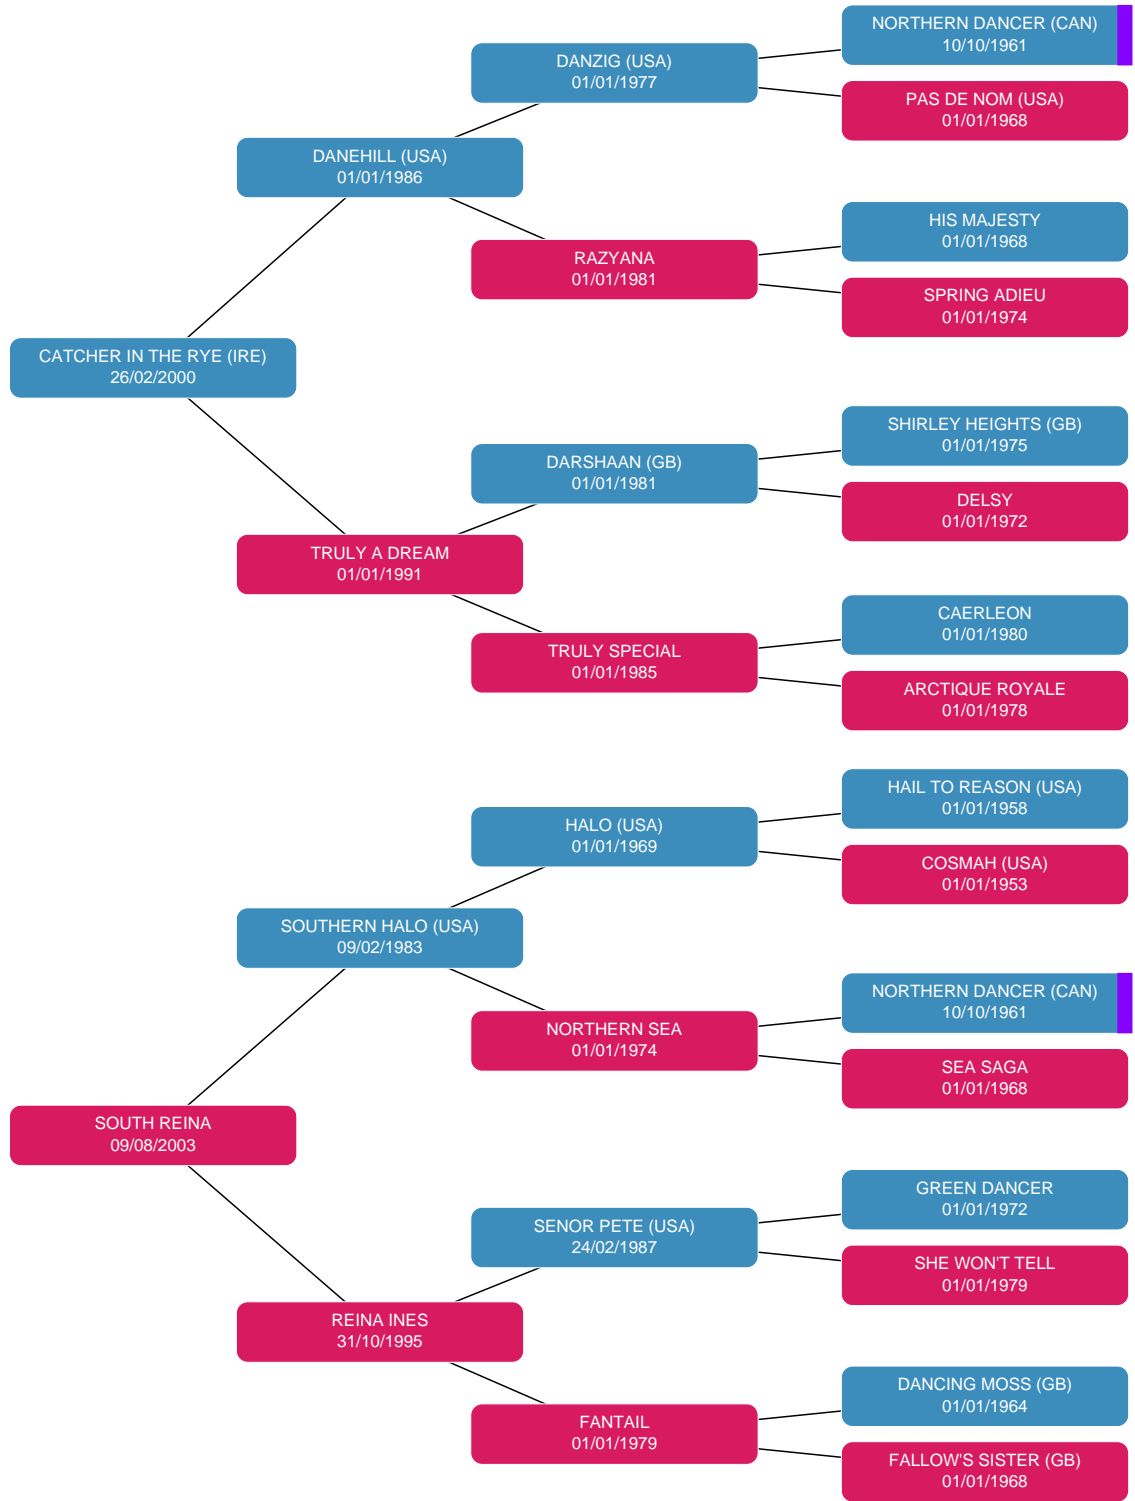 NORTHERN DANCER (CAN)
10/10/1961
DANZIG (USA)
01/01/1977
PAS DE NOM (USA)
01/01/1968
DANEHILL (USA)
01/01/1986
HIS MAJESTY
01/01/1968
RAZYANA
01/01/1981
SPRING ADIEU
01/01/1974
CATCHER IN THE RYE (IRE)
26/02/2000
SHIRLEY HEIGHTS (GB)
01/01/1975
DARSHAAN (GB)
01/01/1981
DELSY
01/01/1972
TRULY A DREAM
01/01/1991
CAERLEON
01/01/1980
TRULY SPECIAL
01/01/1985
ARCTIQUE ROYALE
01/01/1978
HAIL TO REASON (USA)
01/01/1958
HALO (USA)
01/01/1969
COSMAH (USA)
01/01/1953
SOUTHERN HALO (USA)
09/02/1983
NORTHERN DANCER (CAN)
10/10/1961
NORTHERN SEA
01/01/1974
SEA SAGA
01/01/1968
SOUTH REINA
09/08/2003
GREEN DANCER
01/01/1972
SENOR PETE (USA)
24/02/1987
SHE WON'T TELL
01/01/1979
REINA INES
31/10/1995
DANCING MOSS (GB)
01/01/1964
FANTAIL
01/01/1979
FALLOW'S SISTER (GB)
01/01/1968